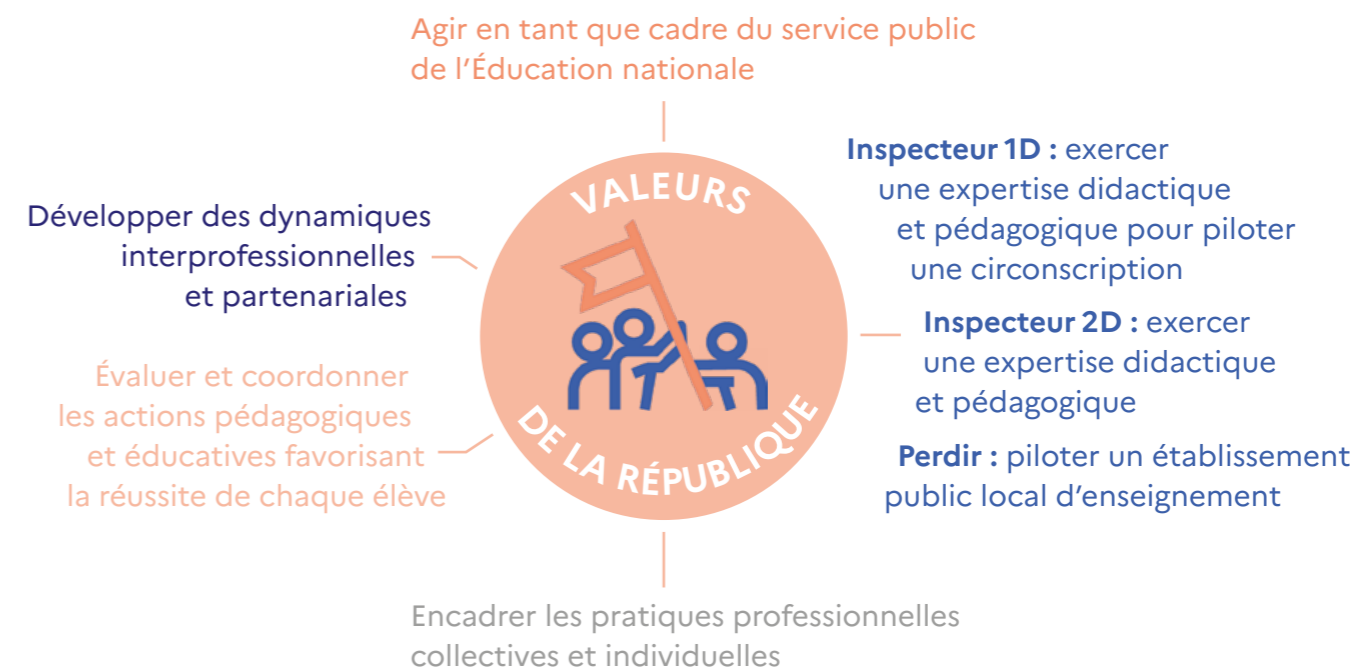 Agir en tant que cadre du service public
de l’Éducation nationale
VALEURS
DE LA RÉPUBLIQUE
Inspecteur 1D : exercer
une expertise didactique
et pédagogique pour piloter
une circonscription
Inspecteur 2D : exercer
une expertise didactique
et pédagogique
Perdir : piloter un établissement
public local d’enseignement
Développer des dynamiques
interprofessionnelles
et partenariales
Évaluer et coordonner
les actions pédagogiques
et éducatives favorisant
la réussite de chaque élève
Encadrer les pratiques professionnelles
collectives et individuelles